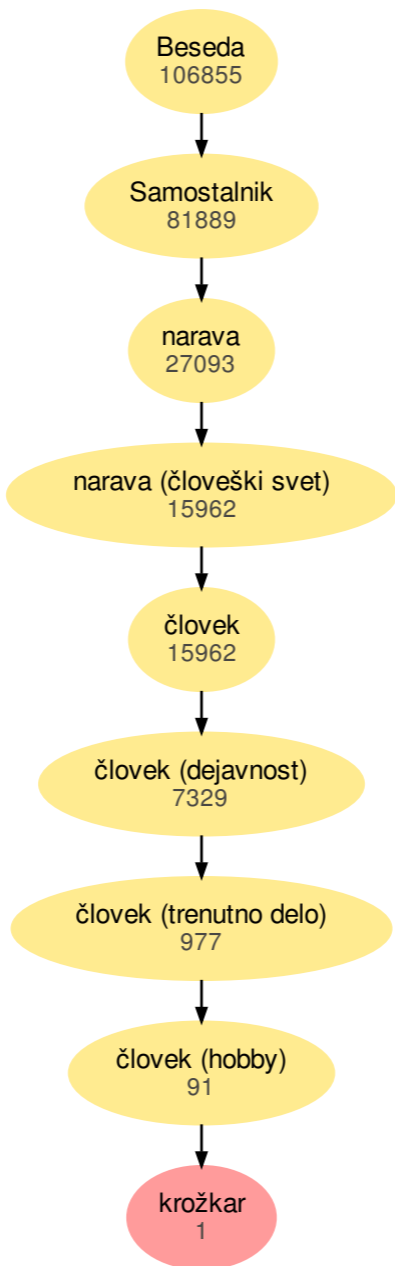 Beseda
106855
Samostalnik
81889
narava
27093
narava (človeški svet)
15962
človek
15962
človek (dejavnost)
7329
človek (trenutno delo)
977
človek (hobby)
91
krožkar
1